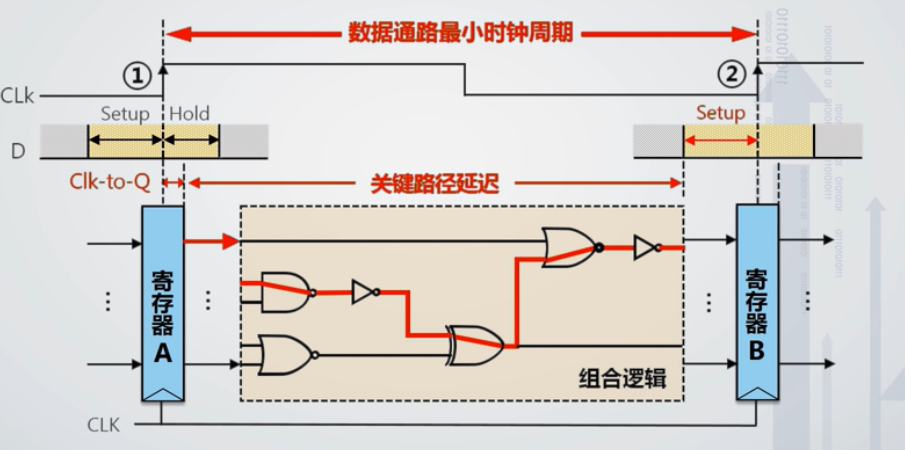 数据通路最小时钟周期
①
②
CLk
Setup
Hold
Setup
D
Clk-to-Q
关键路径延迟
寄存器A
寄存器B
组合逻辑
CLK